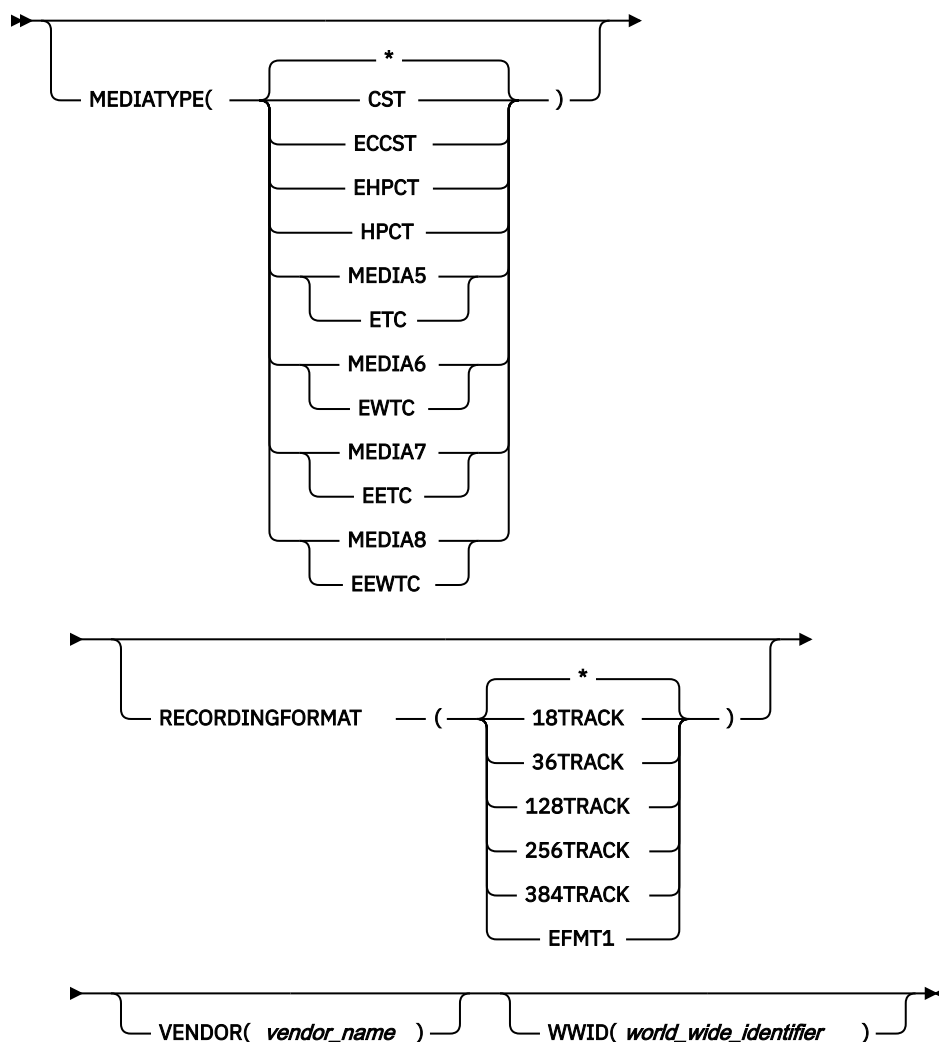 *
MEDIATYPE( CST )
ECCST
EHPCT
HPCT
MEDIA5
ETC
MEDIA6
EWTC
MEDIA7
EETC
MEDIA8
EEWTC
*
RECORDINGFORMAT ( 18TRACK )
36TRACK
128TRACK
256TRACK
384TRACK
EFMT1
VENDOR( vendor_name ) WWID( world_wide_identifier )